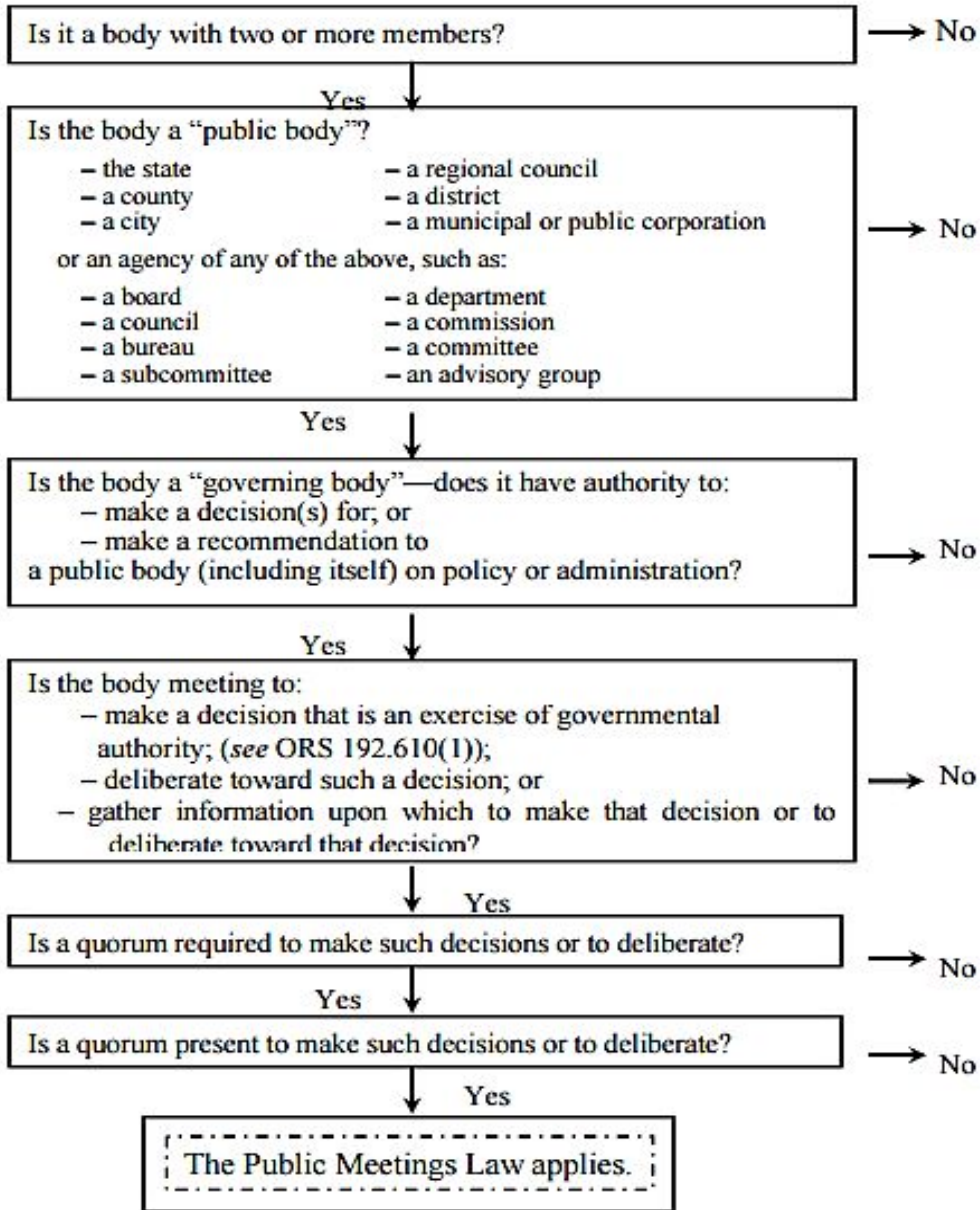 Is it a body with two or more members?
No
Yes
Is the body a “public body”?
– the state – a regional council
– a county – a district
– a city – a municipal or public corporation
No
or an agency of any of the above, such as:
– a board – a department
– a council – a commission
– a bureau – a committee
– a subcommittee – an advisory group
Yes
Is the body a “governing body”—does it have authority to:
– make a decision(s) for; or
– make a recommendation to
No
a public body (including itself) on policy or administration?
Yes
Is the body meeting to:
– make a decision that is an exercise of governmental
authority; (see ORS 192.610(1));
– deliberate toward such a decision; or
No
– gather information upon which to make that decision or to
deliberate toward that decision?
Yes
Is a quorum required to make such decisions or to deliberate?
No
Yes
Is a quorum present to make such decisions or to deliberate?
No
Yes
The Public Meetings Law applies.